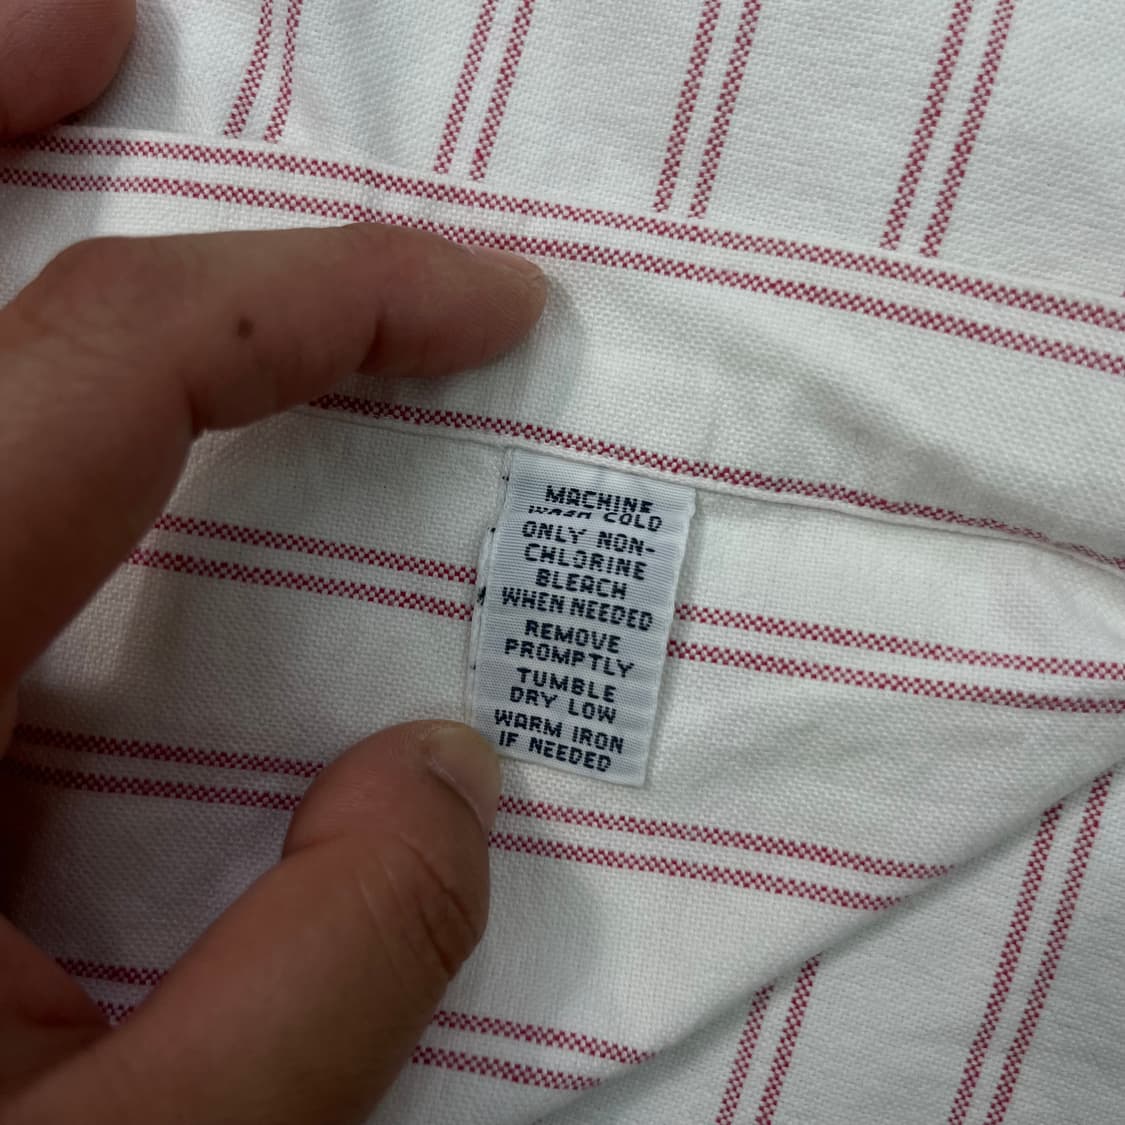 MACHINE
WASH COLD
ONLY NON-
CHLORINE
BLEACH
WHEN NEEDED
REMOVE
PROMPTLY
TUMBLE
DRY LOW
WARM IRON
IF NEEDED